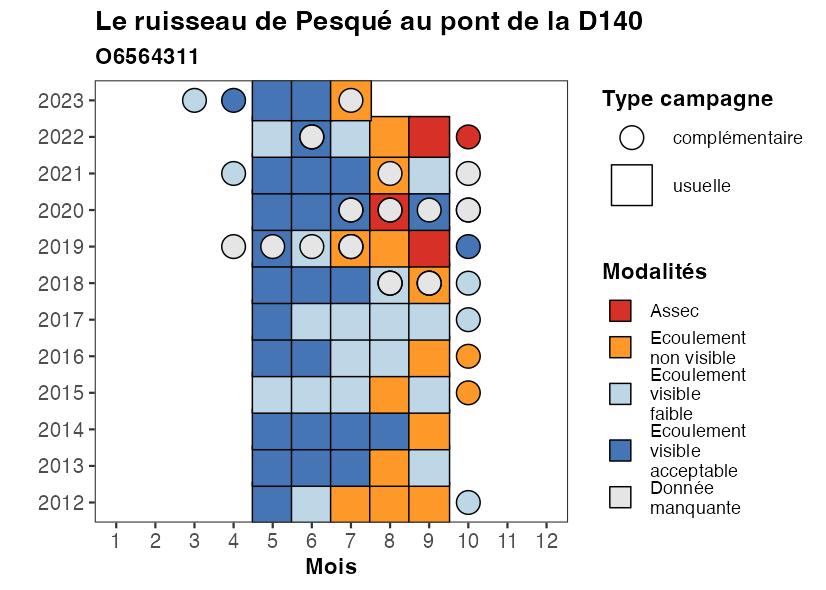 Le ruisseau de Pesqué au pont de la D140
O6564311
2023
2022
2021
2020
2019
2018
2017
2016
2015
2014
2013
2012
1 2 3 4 5 6 7 8 9 10 11 12
Mois
Type campagne
complémentaire
usuelle
Modalités
Assec
Ecoulement
non visible
Ecoulement
visible
faible
Ecoulement
visible
acceptable
Donnée
manquante